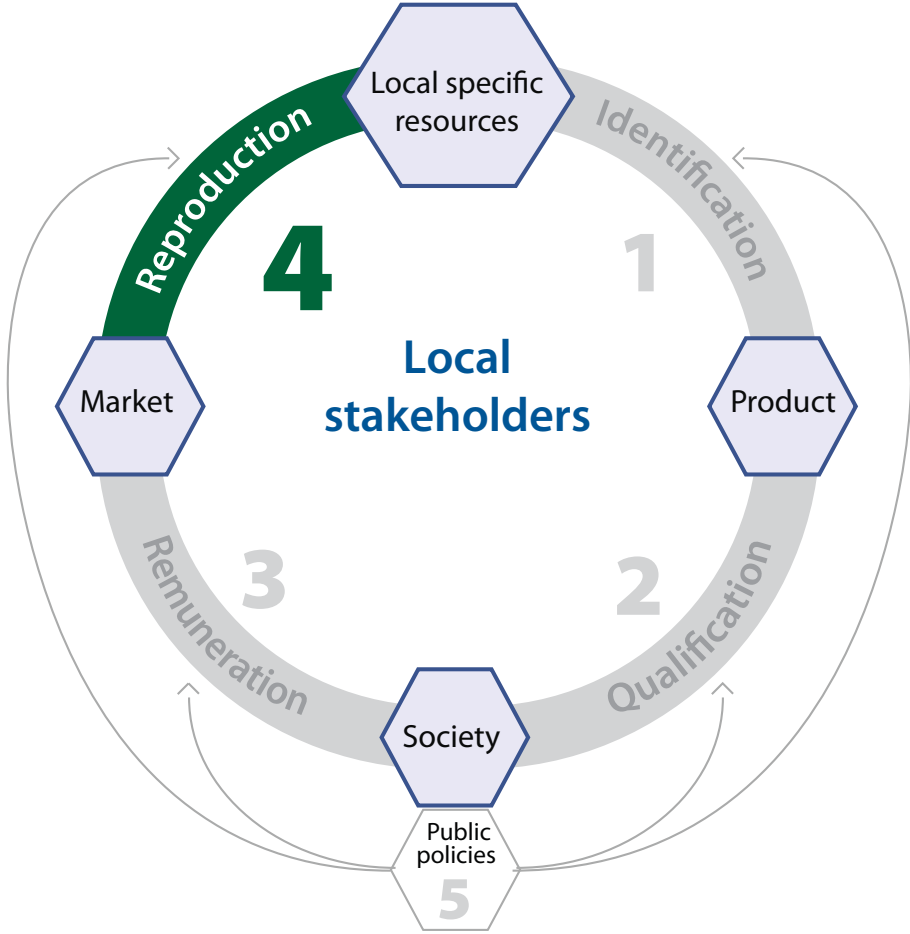 Local specific
resources
Reproduction
Identification
4
1
Local
stakeholders
Market
Product
3
2
Remuneration
Qualification
Society
Public
policies
5